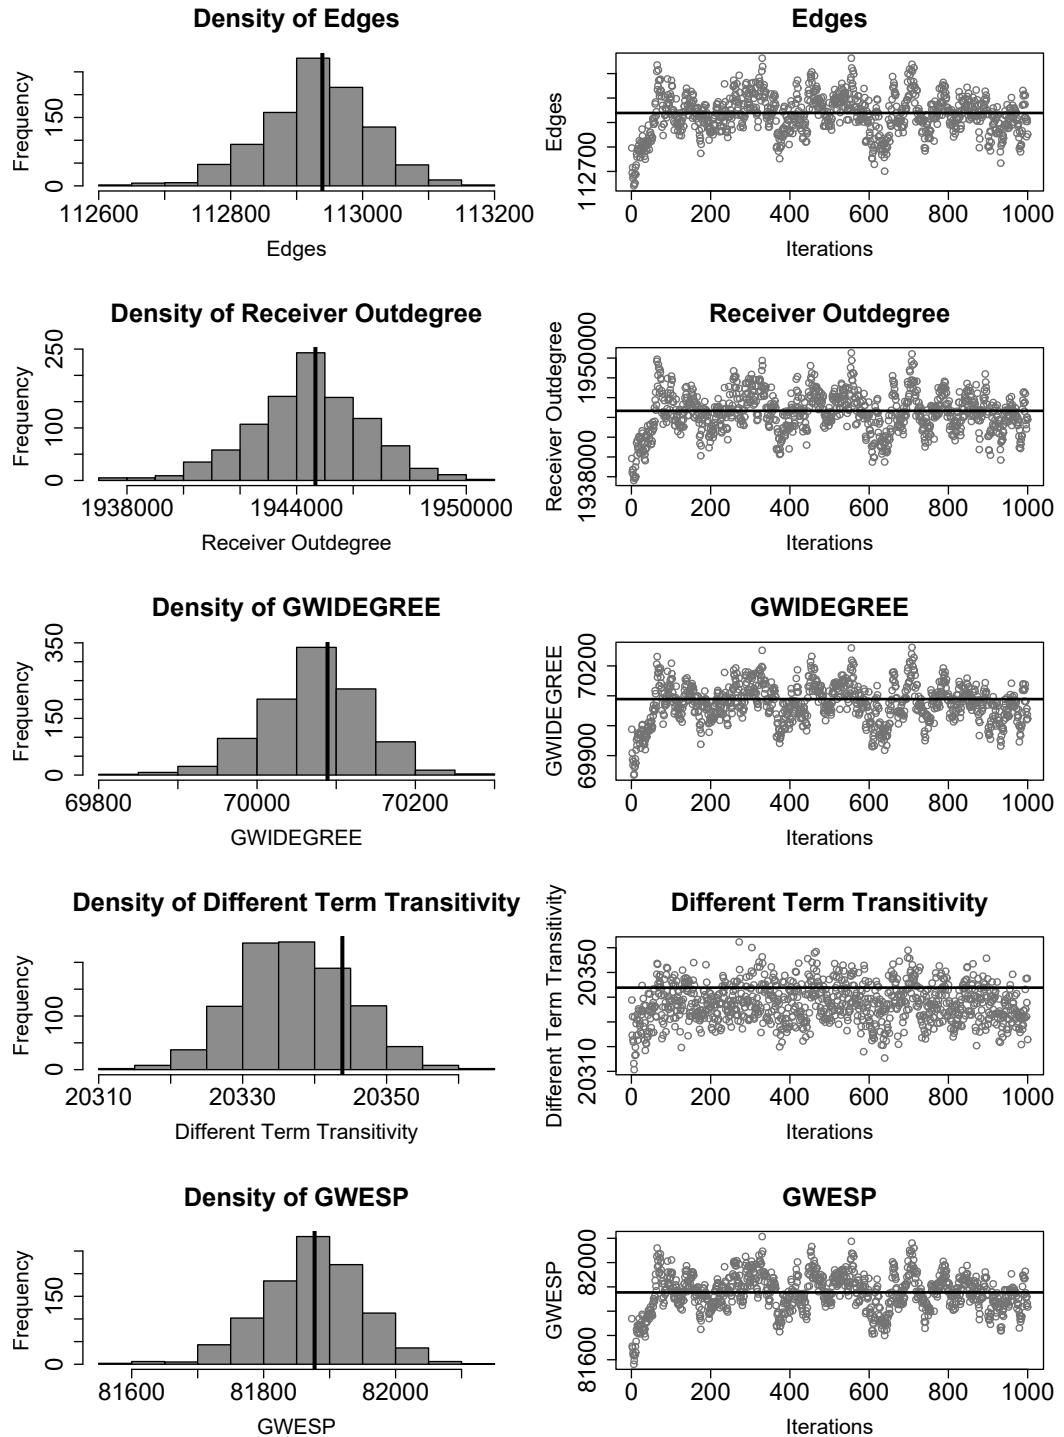 Density of Edges
Frequency
0
150
112600
112800
113000
113200
Edges
Edges
Edges
112700
0
200
400
600
800
1000
Iterations
Density of Receiver Outdegree
Frequency
0
100
250
1938000
1944000
1950000
Receiver Outdegree
Receiver Outdegree
Receiver Outdegree
1938000
1950000
0
200
400
600
800
1000
Iterations
Density of GWIDEGREE
Frequency
0
150
350
69800
70000
70200
GWIDEGREE
GWIDEGREE
GWIDEGREE
69900
70200
0
200
400
600
800
1000
Iterations
Density of Different Term Transitivity
Frequency
0
100
20310
20330
20350
Different Term Transitivity
Different Term Transitivity
Different Term Transitivity
20310
20350
0
200
400
600
800
1000
Iterations
Density of GWESP
Frequency
0
150
81600
81800
82000
GWESP
GWESP
GWESP
81600
82000
0
200
400
600
800
1000
Iterations